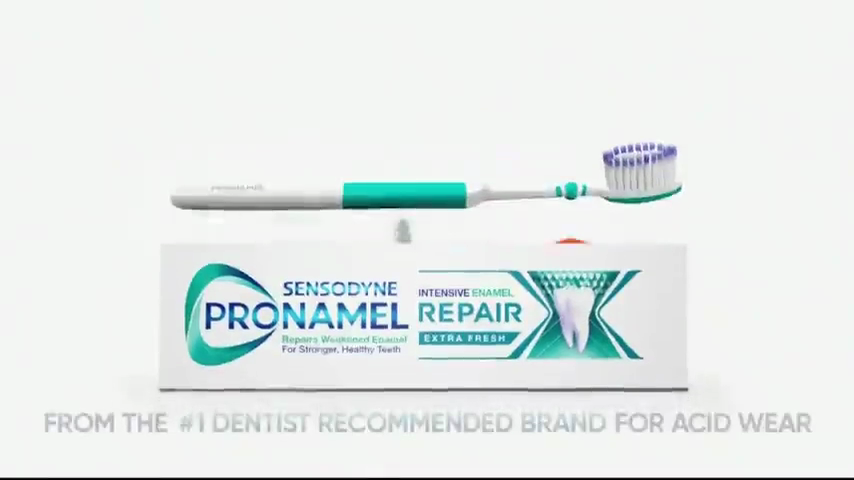 PRONAMEL
SENSODYNE
PRONAMEL
Repairs Weakened Enamel
For Stronger, Healthy Teeth
INTENSIVE ENAMEL
REPAIR
EXTRA FRESH
FROM THE #1 DENTIST RECOMMENDED BRAND FOR ACID WEAR